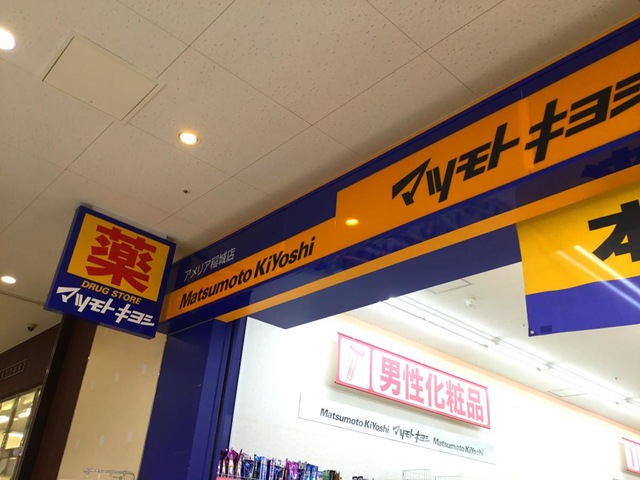 薬
DRUG STORE
マツモトキヨシ
アメリア稲城店
Matsumoto KiYoshi
マツモトキヨシ
本
男性化粧品
Matsumoto KiYoshi マツモトキヨシ Matsumoto KiYoshi